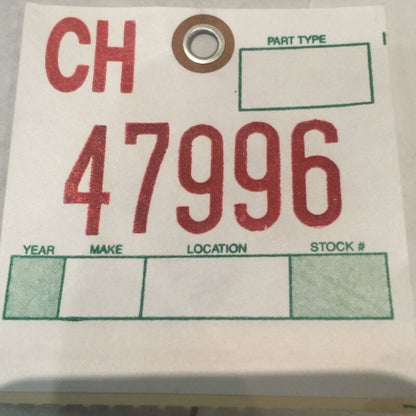 CH
PART TYPE
47996
YEAR MAKE LOCATION STOCK #